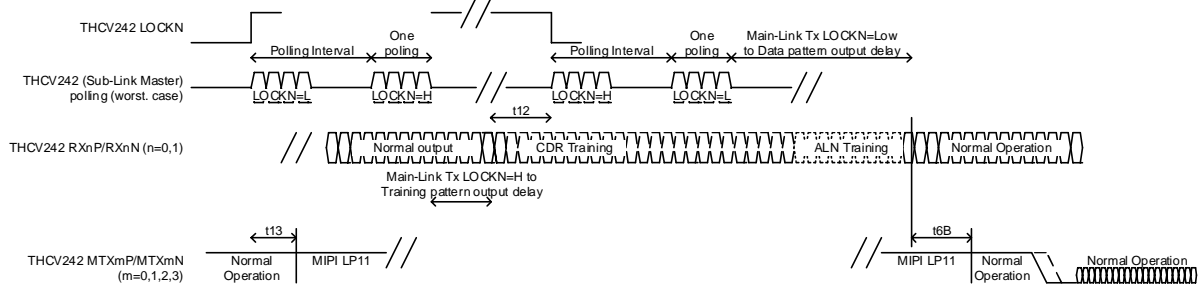 THCV242 LOCKN
Polling Interval
One
poling
Polling Interval
One
poling
Main-Link Tx LOCKN=Low
to Data pattern output delay
THCV242 (Sub-Link Master)
polling (worst. case)
LOCKN=L
LOCKN=H
LOCKN=H
LOCKN=L
t12
THCV242 RXnP/RXnN (n=0,1)
Normal output
CDR Training
ALN Training
Normal Operation
Main-Link Tx LOCKN=H to
Training pattern output delay
t13
t6B
THCV242 MTXmP/MTXmN
(m=0,1,2,3)
Normal
Operation
MIPI LP11
MIPI LP11
Normal
Operation
Normal Operation